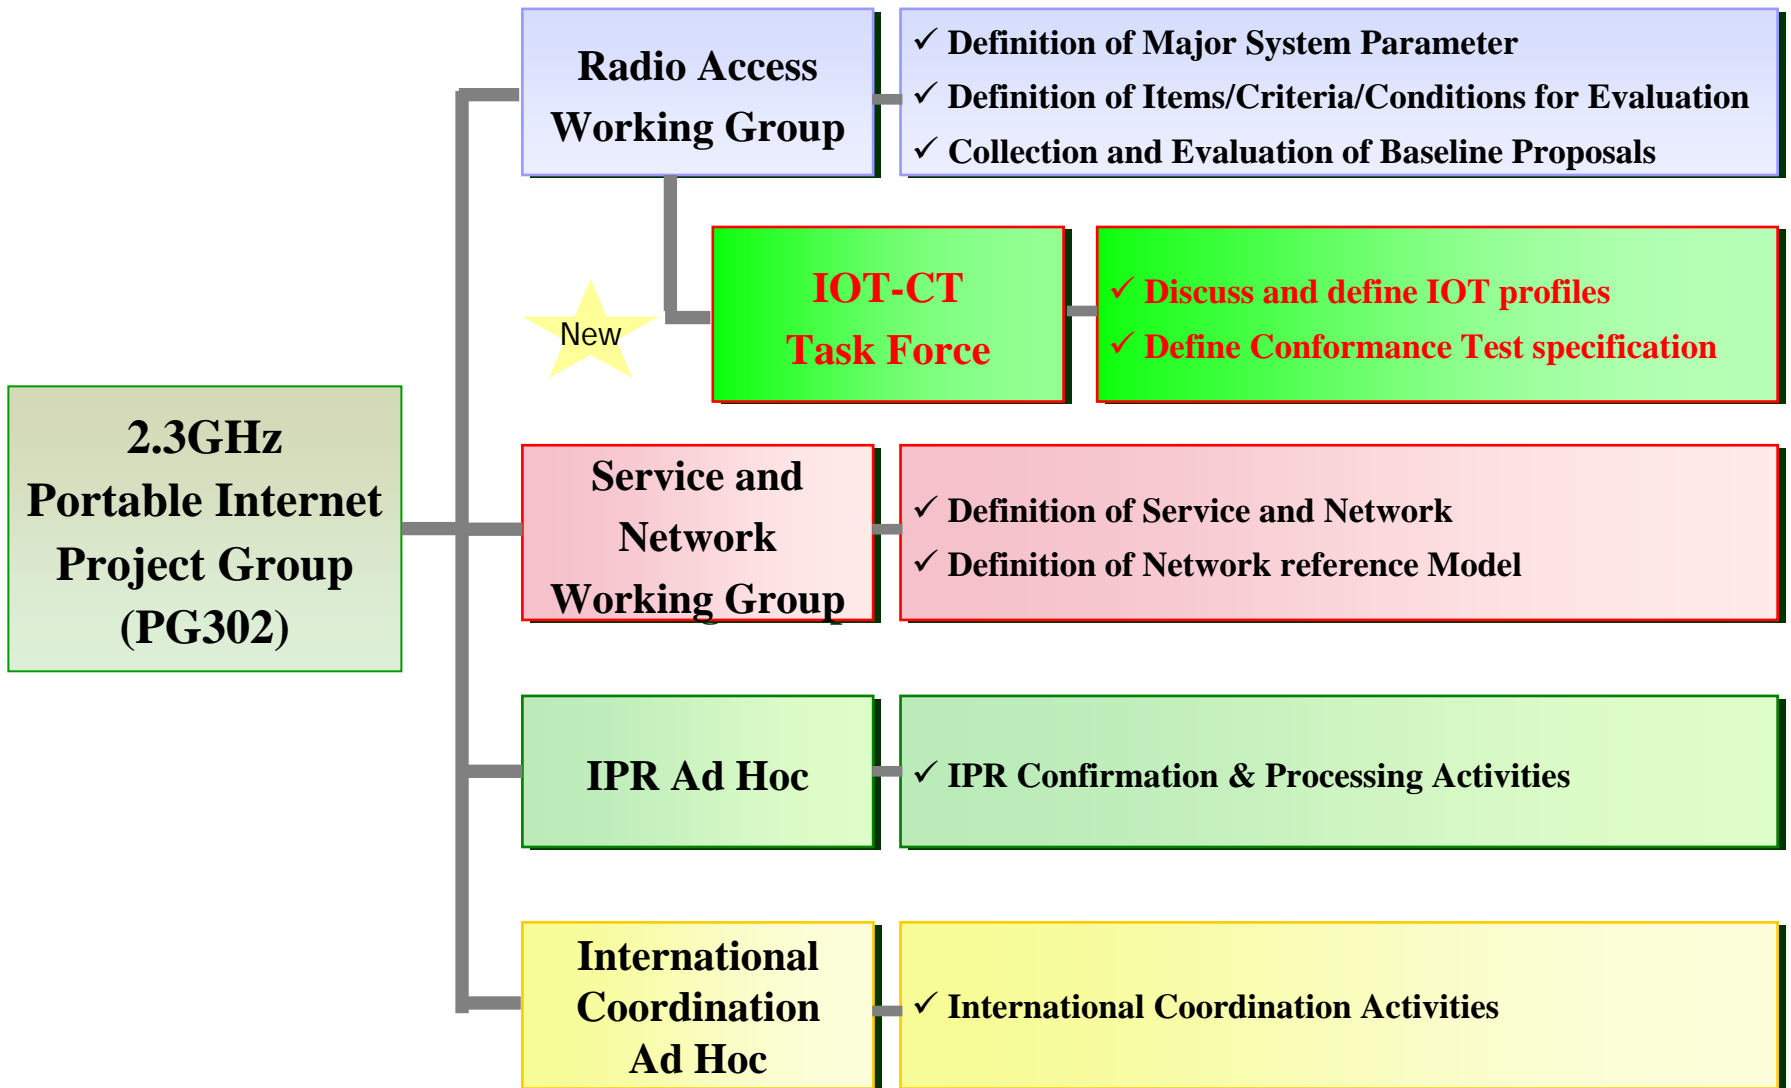 Radio Access
Working Group
✓ Definition of Major System Parameter
✓ Definition of Items/Criteria/Conditions for Evaluation
✓ Collection and Evaluation of Baseline Proposals
New
IOT-CT
Task Force
✓ Discuss and define IOT profiles
✓ Define Conformance Test specification
2.3GHz
Portable Internet
Project Group
(PG302)
Service and
Network
Working Group
✓ Definition of Service and Network
✓ Definition of Network reference Model
IPR Ad Hoc
✓ IPR Confirmation & Processing Activities
International
Coordination
Ad Hoc
✓ International Coordination Activities